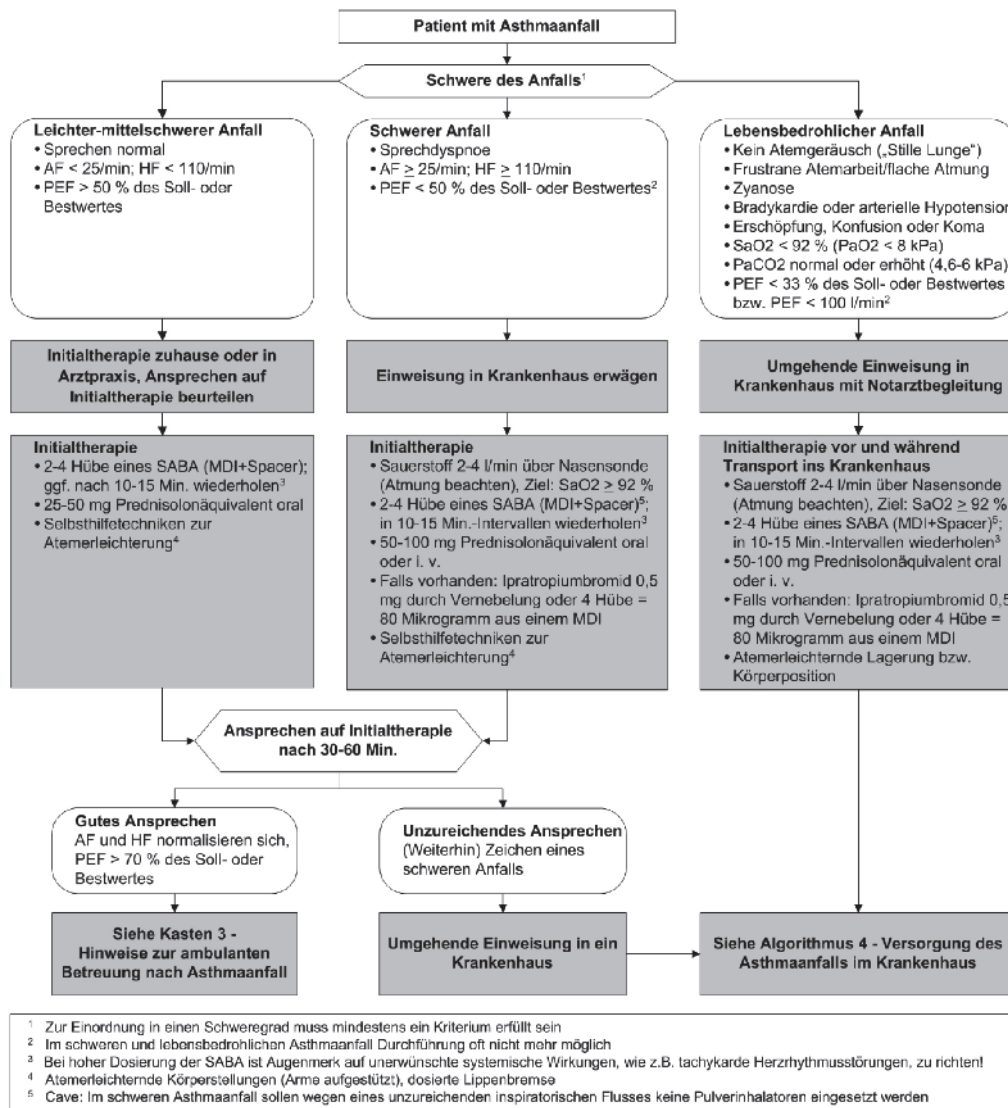 Patient mit Asthmaanfall
Schwere des Anfalls¹
Leichter-mittelschwerer Anfall
• Sprechen normal
• AF < 25/min; HF < 110/min
• PEF > 50 % des Soll- oder
Bestwertes
Schwerer Anfall
• Sprechdyspnoe
• AF ≥ 25/min; HF ≥ 110/min
• PEF < 50 % des Soll- oder Bestwertes²
Lebensbedrohlicher Anfall
• Kein Atemgeräusch („Stille Lunge“)
• Frustrane Atemarbeit/flache Atmung
• Zyanose
• Bradykardie oder arterielle Hypotension
• Erschöpfung, Konfusion oder Koma
• SaO2 < 92 % (PaO2 < 8 kPa)
• PaCO2 normal oder erhöht (4,6-6 kPa)
• PEF < 33 % des Soll- oder Bestwertes
bzw. PEF < 100 l/min²
Initialtherapie zuhause oder in
Arztpraxis, Ansprechen auf
Initialtherapie beurteilen
Einweisung in Krankenhaus erwägen
Umgehende Einweisung in
Krankenhaus mit Notarztbegleitung
Initialtherapie
• 2-4 Hübe eines SABA (MDI+Spacer);
ggf. nach 10-15 Min. wiederholen³
• 25-50 mg Prednisolonäquivalent oral
• Selbsthilfetechniken zur
Atemerleichterung⁴
Initialtherapie
• Sauerstoff 2-4 l/min über Nasensonde
(Atmung beachten), Ziel: SaO2 ≥ 92 %
• 2-4 Hübe eines SABA (MDI+Spacer)⁵;
in 10-15 Min.-Intervallen wiederholen³
• 50-100 mg Prednisolonäquivalent oral
oder i. v.
• Falls vorhanden: Ipratropiumbromid 0,5
mg durch Vernebelung oder 4 Hübe =
80 Mikrogramm aus einem MDI
• Selbsthilfetechniken zur
Atemerleichterung⁴
Initialtherapie vor und während
Transport ins Krankenhaus
• Sauerstoff 2-4 l/min über Nasensonde
(Atmung beachten), Ziel: SaO2 ≥ 92 %
• 2-4 Hübe eines SABA (MDI+Spacer)⁵;
in 10-15 Min.-Intervallen wiederholen³
• 50-100 mg Prednisolonäquivalent oral
oder i. v.
• Falls vorhanden: Ipratropiumbromid 0,5
mg durch Vernebelung oder 4 Hübe =
80 Mikrogramm aus einem MDI
• Atemerleichternde Lagerung bzw.
Körperposition
Ansprechen auf Initialtherapie
nach 30-60 Min.
Gutes Ansprechen
AF und HF normalisieren sich,
PEF > 70 % des Soll- oder
Bestwertes
Unzureichendes Ansprechen
(Weiterhin) Zeichen eines
schweren Anfalls
Siehe Kasten 3 -
Hinweise zur ambulanten
Betreuung nach Asthmaanfall
Umgehende Einweisung in ein
Krankenhaus
Siehe Algorithmus 4 - Versorgung des
Asthmaanfalls im Krankenhaus
¹ Zur Einordnung in einen Schweregrad muss mindestens ein Kriterium erfüllt sein
² Im schweren und lebensbedrohlichen Asthmaanfall Durchführung oft nicht mehr möglich
³ Bei hoher Dosierung der SABA ist Augenmerk auf unerwünschte systemische Wirkungen, wie z.B. tachykarde Herzrhythmusstörungen, zu richten!
⁴ Atemerleichternde Körperstellungen (Arme aufgestützt), dosierte Lippenbremse
⁵ Cave: Im schweren Asthmaanfall sollen wegen eines unzureichenden inspiratorischen Flusses keine Pulverinhalatoren eingesetzt werden